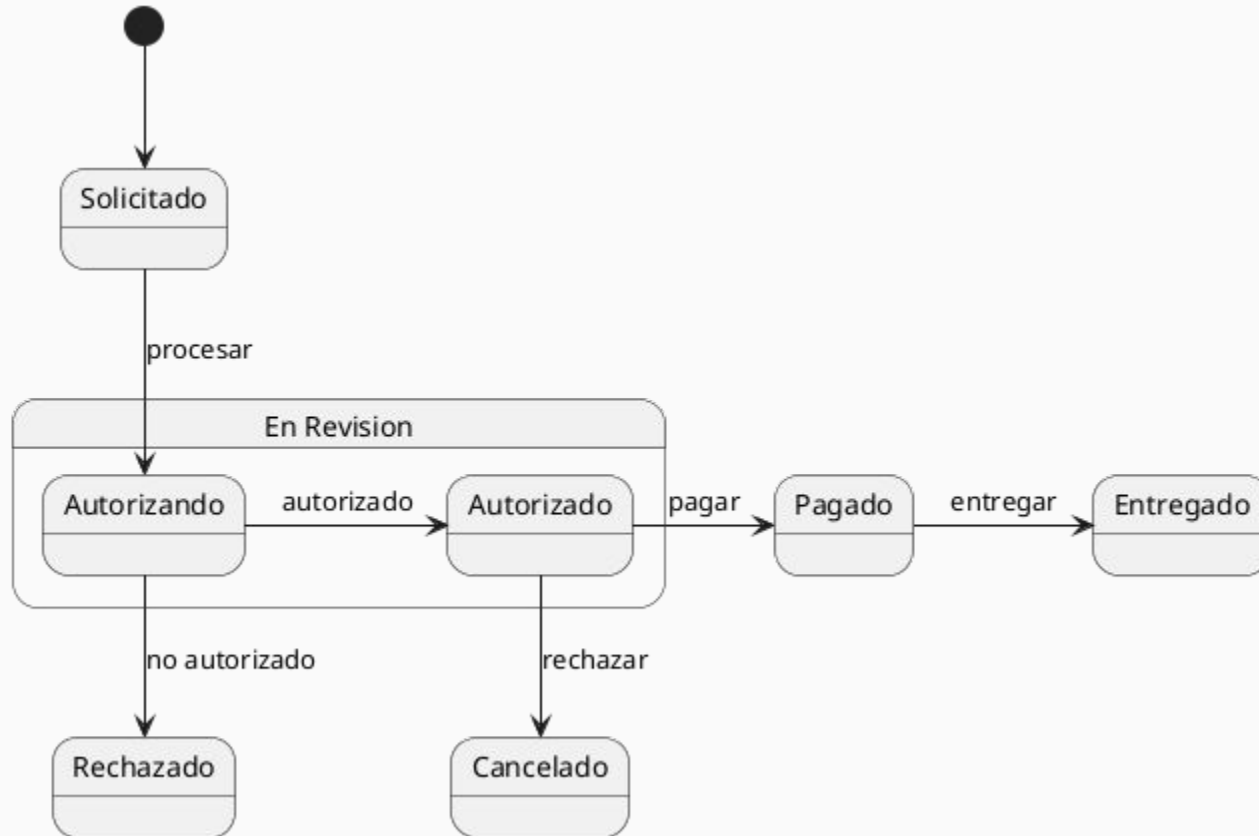 Solicitado
procesar
En Revision
Autorizando
autorizado
Autorizado
pagar
Pagado
entregar
Entregado
no autorizado
rechazar
Rechazado
Cancelado